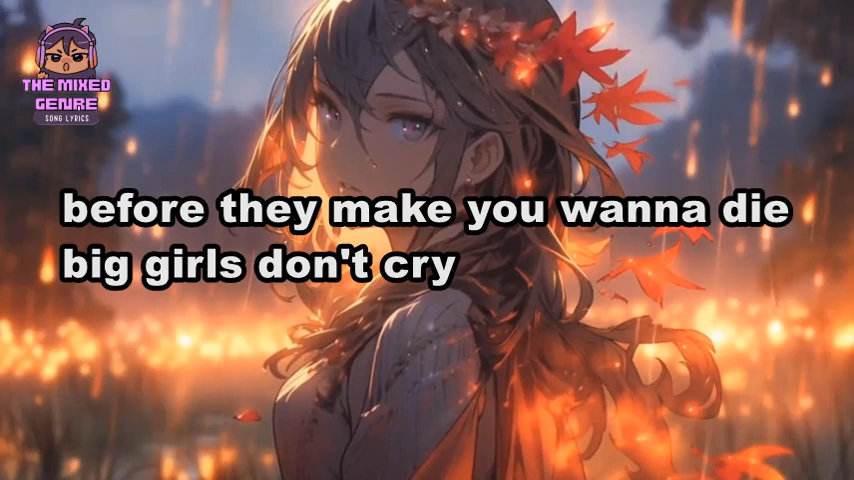 THE MIXED
GENRE
SONG LYRICS
before they make you wanna die
big girls don't cry